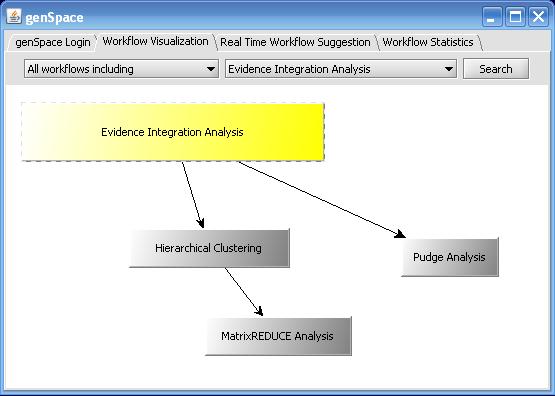 genSpace
genSpace Login Workflow Visualization Real Time Workflow Suggestion Workflow Statistics
All workflows including Evidence Integration Analysis Search
Evidence Integration Analysis
Hierarchical Clustering
Pudge Analysis
MatrixREDUCE Analysis